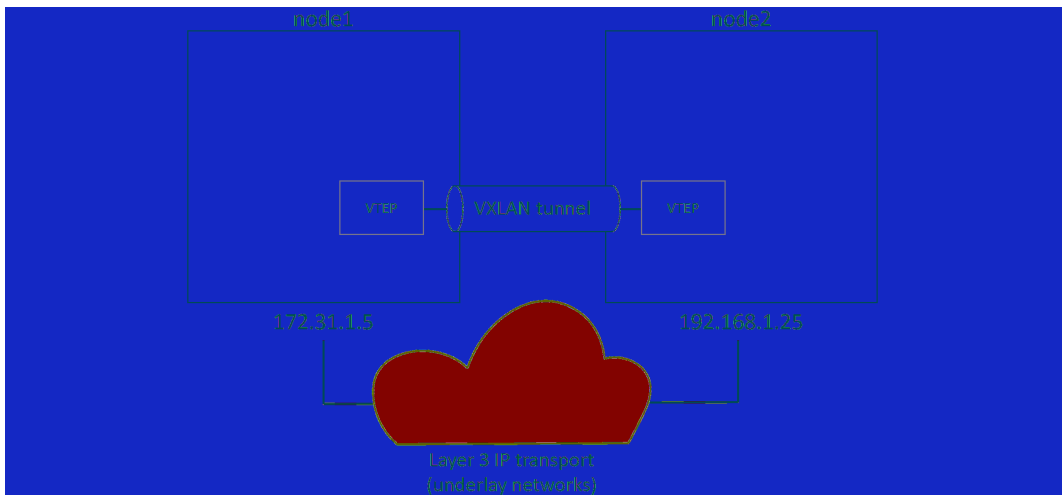 node1
node2
VTEP
VXLAN tunnel
VTEP
172.31.1.5
192.168.1.25
Layer 3 IP transport
(underlay networks)